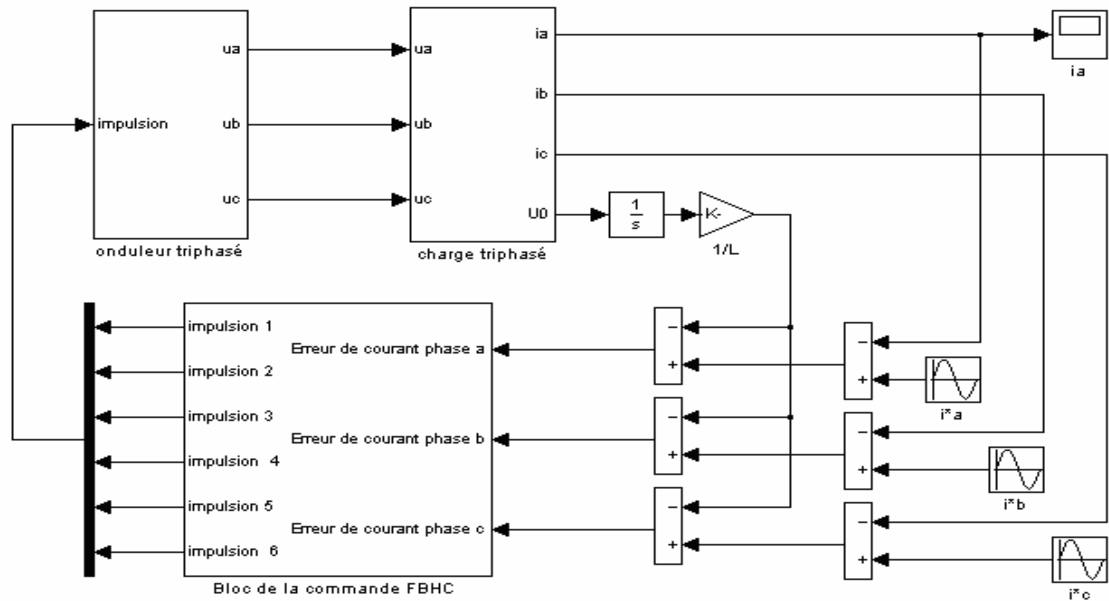 ua
ub
uc
impulsion
onduleur triphasé
ua
ub
uc
ia
ib
ic
U0
charge triphasé
1
s
K-
1/L
ia
impulsion 1
impulsion 2
impulsion 3
impulsion 4
impulsion 5
impulsion 6
Erreur de courant phase a
Erreur de courant phase b
Erreur de courant phase c
Bloc de la commande FBHC
−
+
−
+
−
+
−
+
−
+
−
+
i*a
i*b
i*c